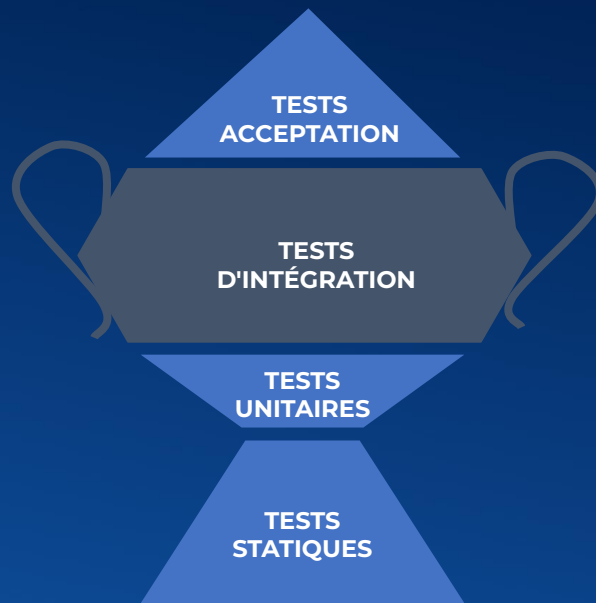 TESTS
ACCEPTATION
TESTS
D'INTÉGRATION
TESTS
UNITAIRES
TESTS
STATIQUES